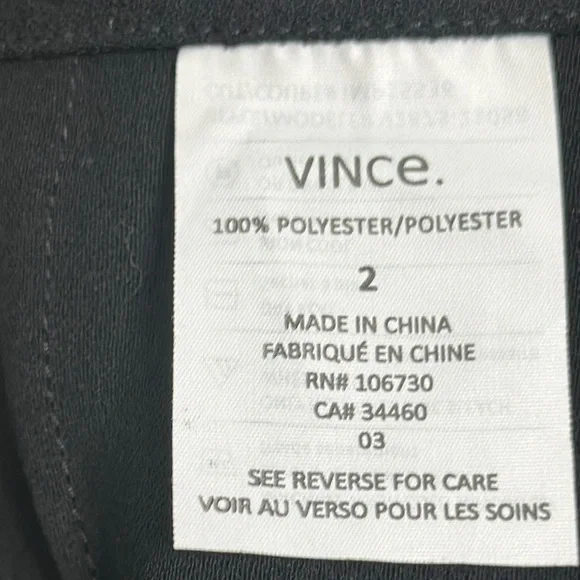 VINCe.
100% POLYESTER/POLYESTER
2
MADE IN CHINA
FABRIQUÉ EN CHINE
RN# 106730
CA# 34460
03
SEE REVERSE FOR CARE
VOIR AU VERSO POUR LES SOINS